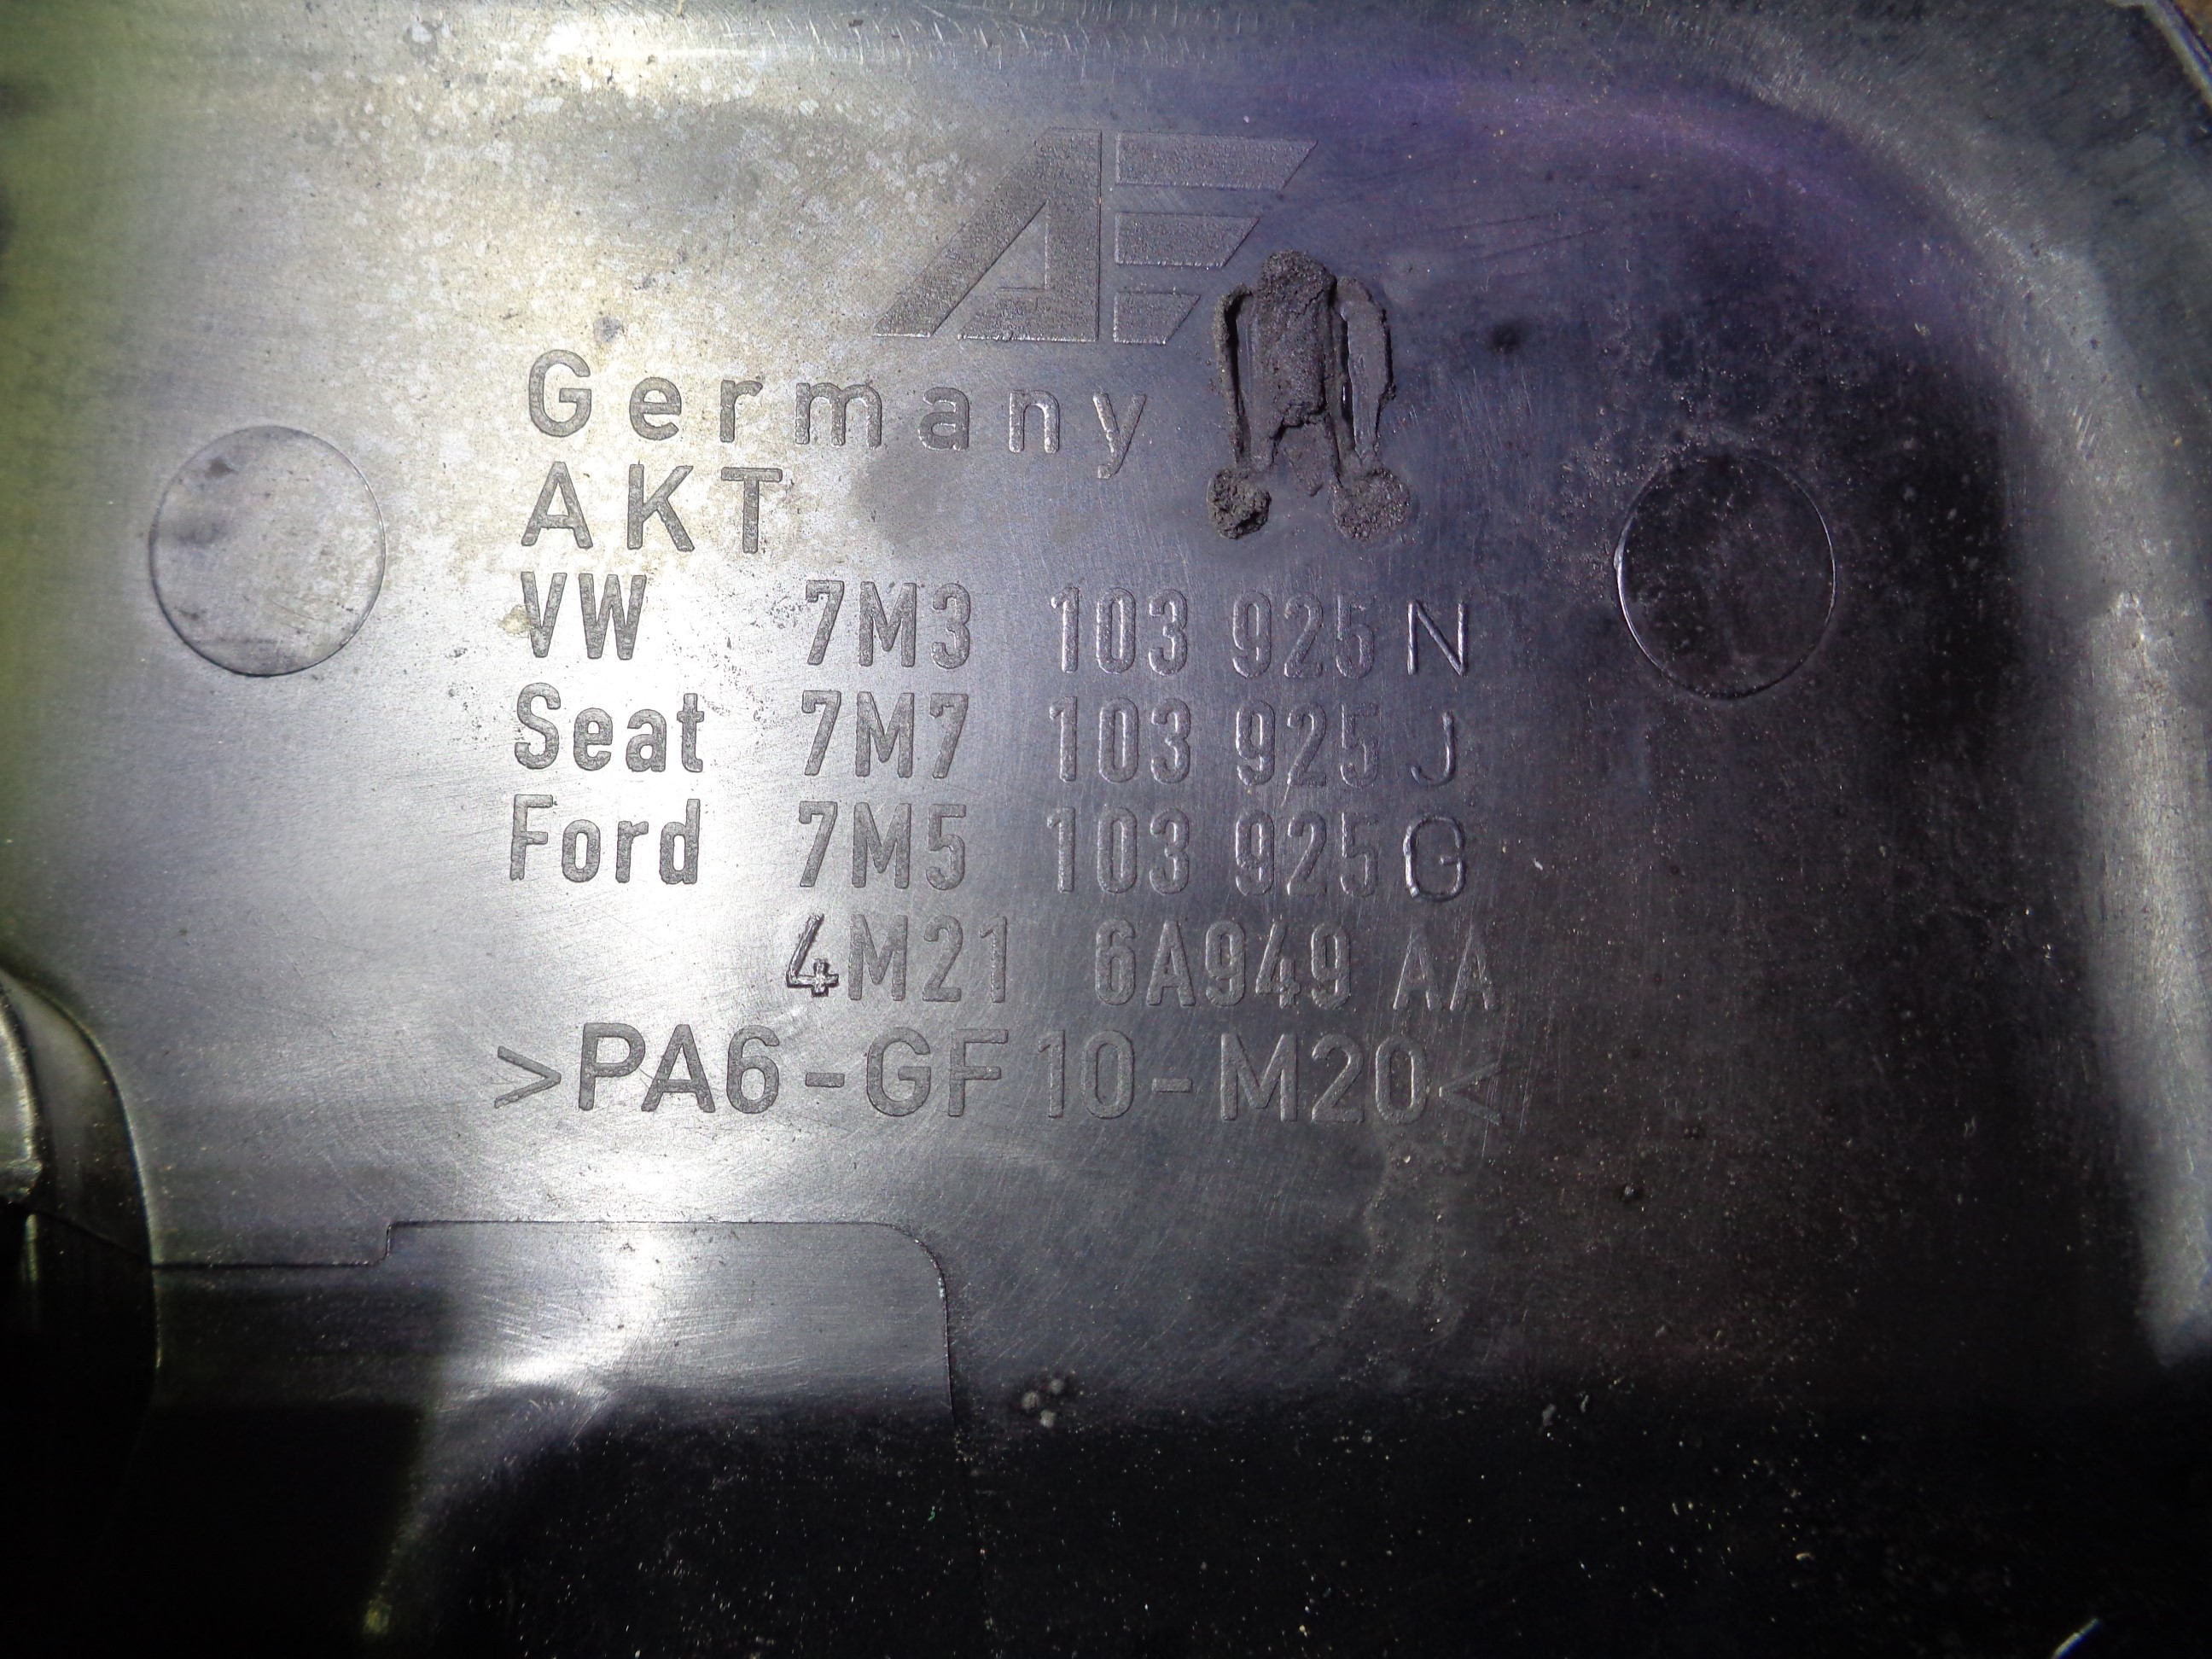 AE
Germany
AKT
VW 7M3 103 925 N
Seat 7M7 103 925 J
Ford 7M5 103 925 G
4M21 6A949 AA
>PA6-GF10-M20<